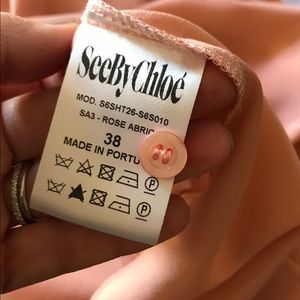 SeeByChloé
MOD. S6SHT26-S6S010
SA3 - ROSE ABRIC
38
MADE IN PORTU
P
P